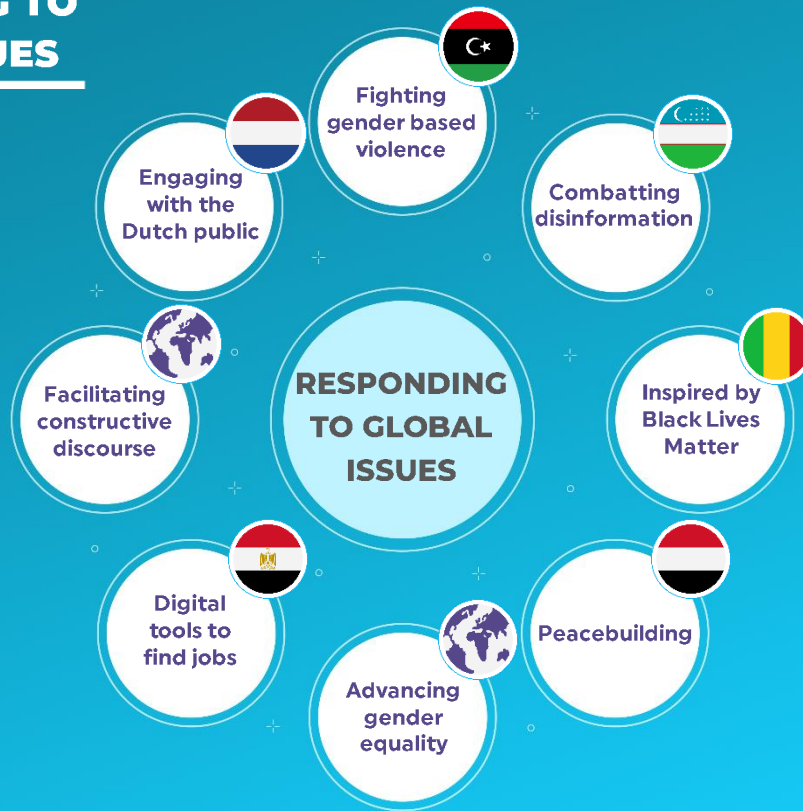 TO
UES
Fighting
gender based
violence
Combatting
disinformation
Inspired by
Black Lives
Matter
Peacebuilding
Advancing
gender
equality
Digital
tools to
find jobs
Facilitating
constructive
discourse
Engaging
with the
Dutch public
RESPONDING
TO GLOBAL
ISSUES